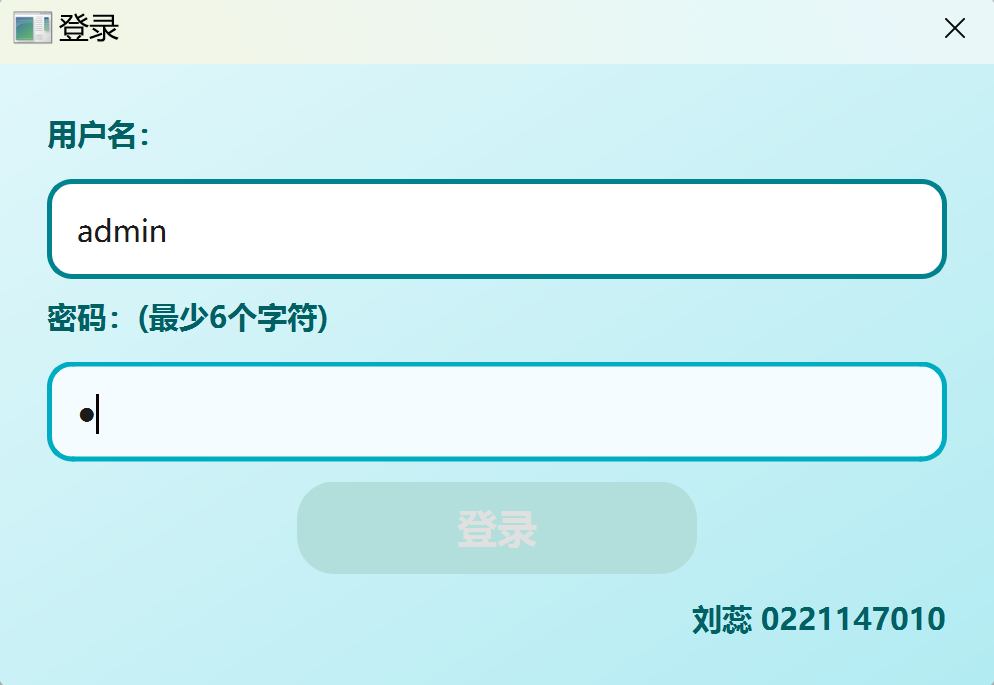 登录
用户名：
admin
密码：(最少6个字符)
●
登录
刘蕊 0221147010